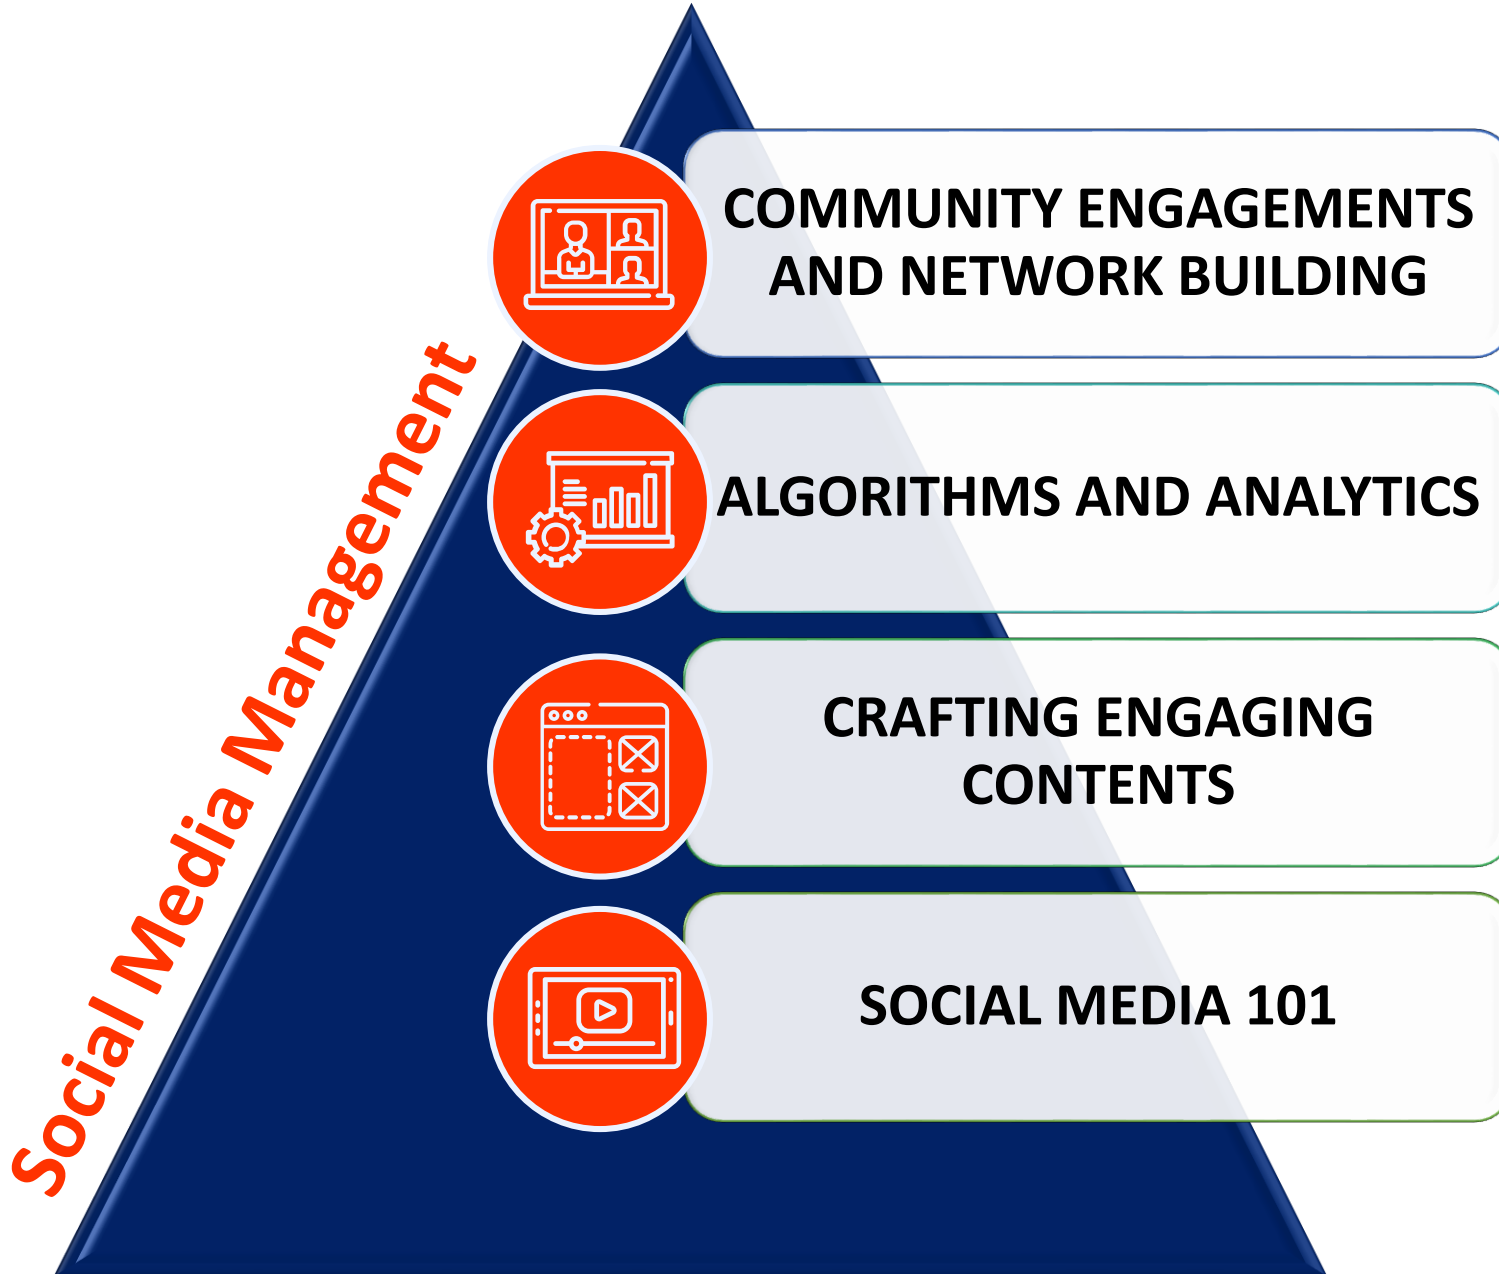 COMMUNITY ENGAGEMENTS
AND NETWORK BUILDING
ALGORITHMS AND ANALYTICS
CRAFTING ENGAGING
CONTENTS
SOCIAL MEDIA 101
Social Media Management